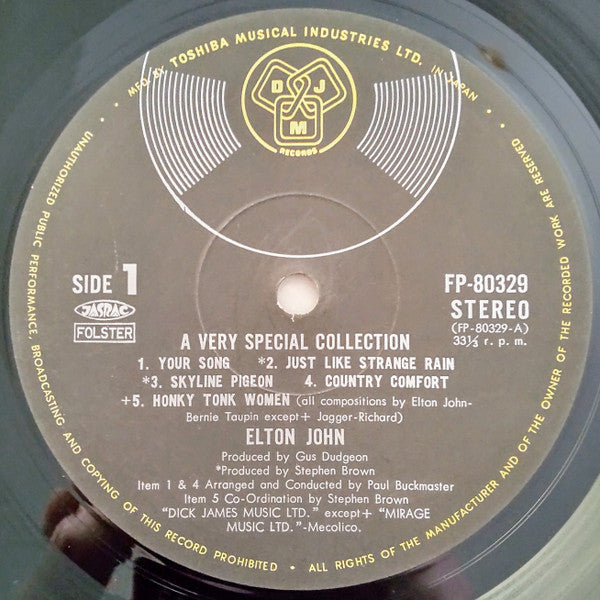 MFD. BY TOSHIBA MUSICAL INDUSTRIES LTD. IN JAPAN
D J M
RECORDS
SIDE 1
JASRAC
FOLSTER
FP-80329
STEREO
(FP-80329-A)
33⅓ r. p. m.
A VERY SPECIAL COLLECTION
1. YOUR SONG *2. JUST LIKE STRANGE RAIN
*3. SKYLINE PIGEON 4. COUNTRY COMFORT
+5. HONKY TONK WOMEN (all compositions by Elton John-
Bernie Taupin except+ Jagger-Richard)
ELTON JOHN
Produced by Gus Dudgeon
*Produced by Stephen Brown
Item 1 & 4 Arranged and Conducted by Paul Buckmaster
Item 5 Co-Ordination by Stephen Brown
"DICK JAMES MUSIC LTD." except+ "MIRAGE
MUSIC LTD."-Mecolico.
UNAUTHORIZED PUBLIC PERFORMANCE, BROADCASTING AND COPYING OF THIS RECORD PROHIBITED • ALL RIGHTS OF THE MANUFACTURER AND OF THE OWNER OF THE RECORDED WORK ARE RESERVED